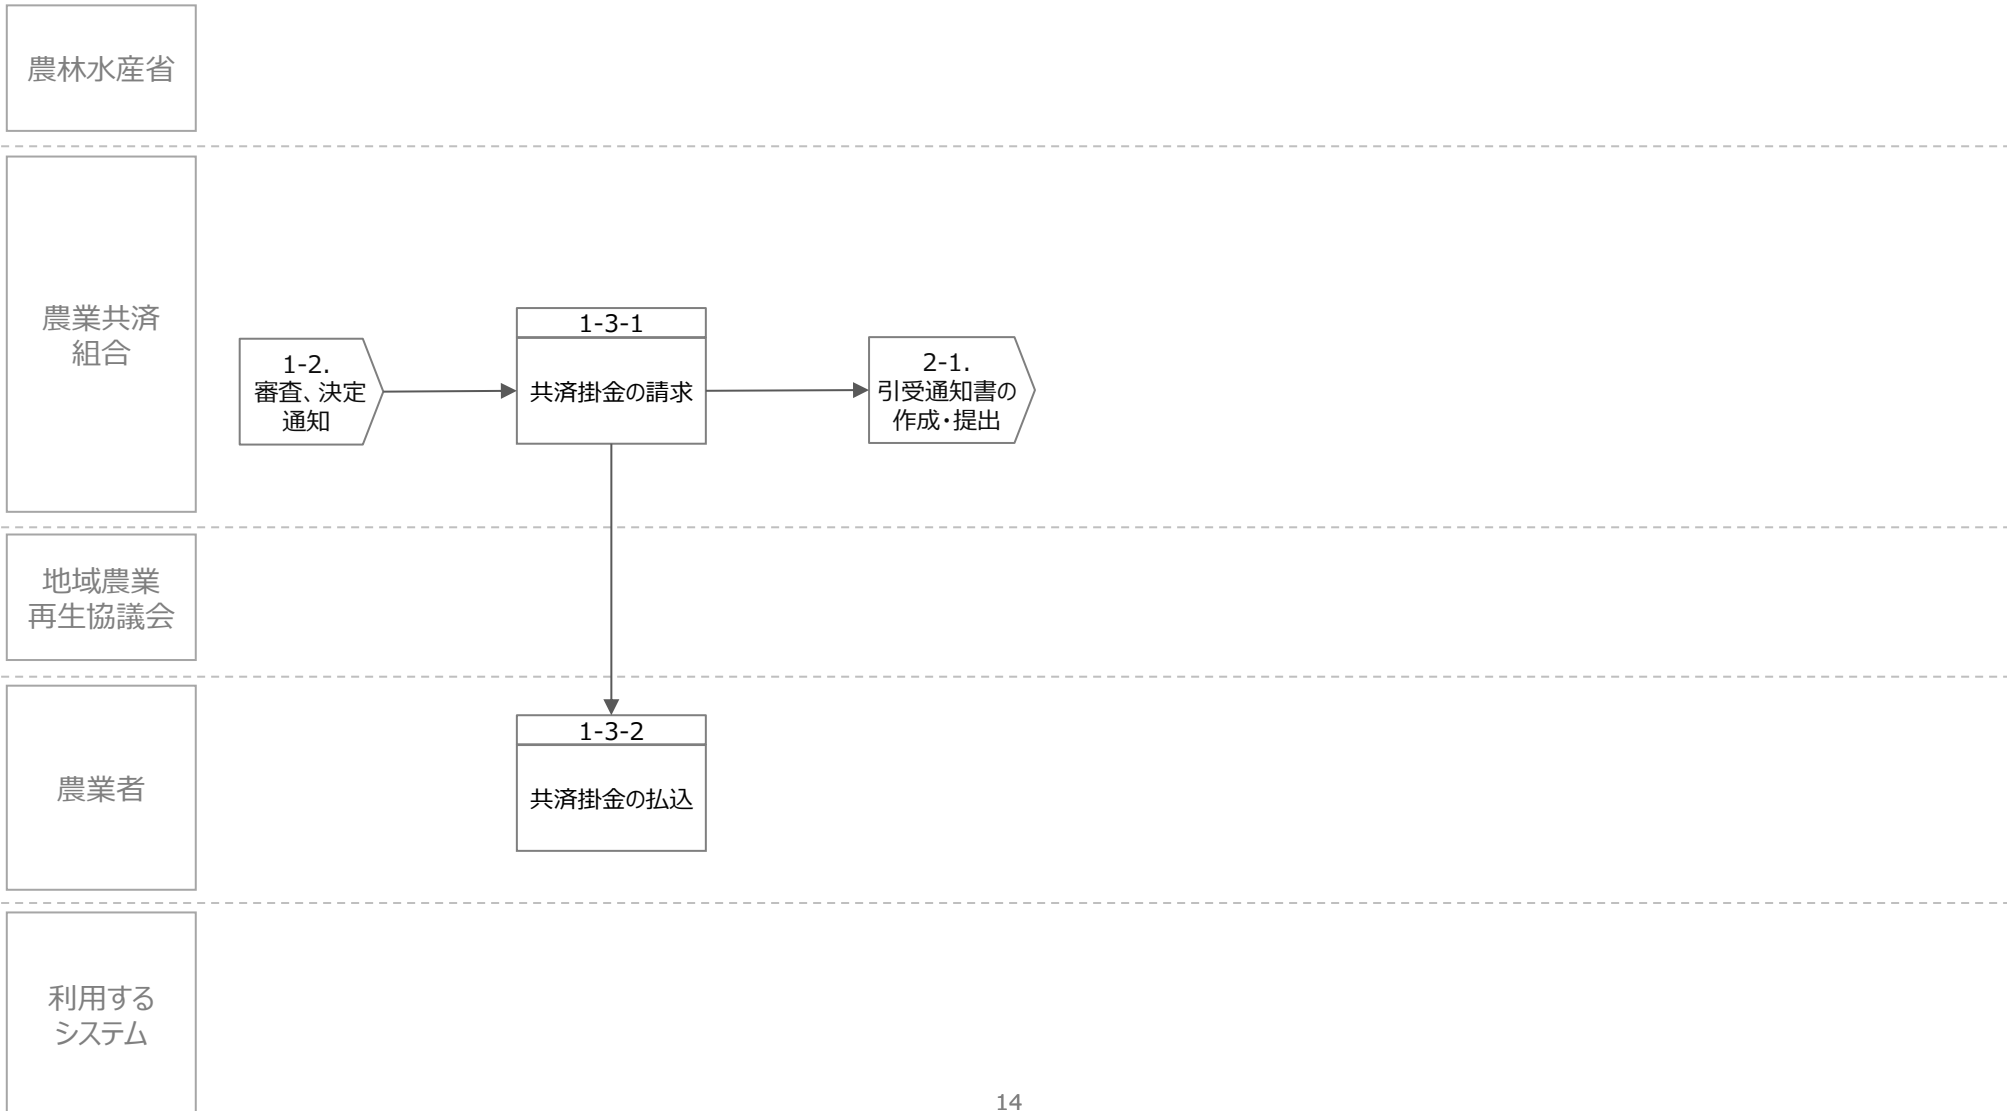 農林水産省
農業共済
組合
1-2.
審査、決定
通知
1-3-1
共済掛金の請求
2-1.
引受通知書の
作成・提出
地域農業
再生協議会
農業者
1-3-2
共済掛金の払込
利用する
システム
14